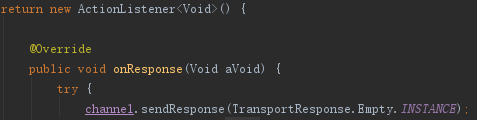 return new ActionListener<Void>() {
@Override
public void onResponse(Void aVoid) {
try {
channel.sendResponse(TransportResponse.Empty.INSTANCE);